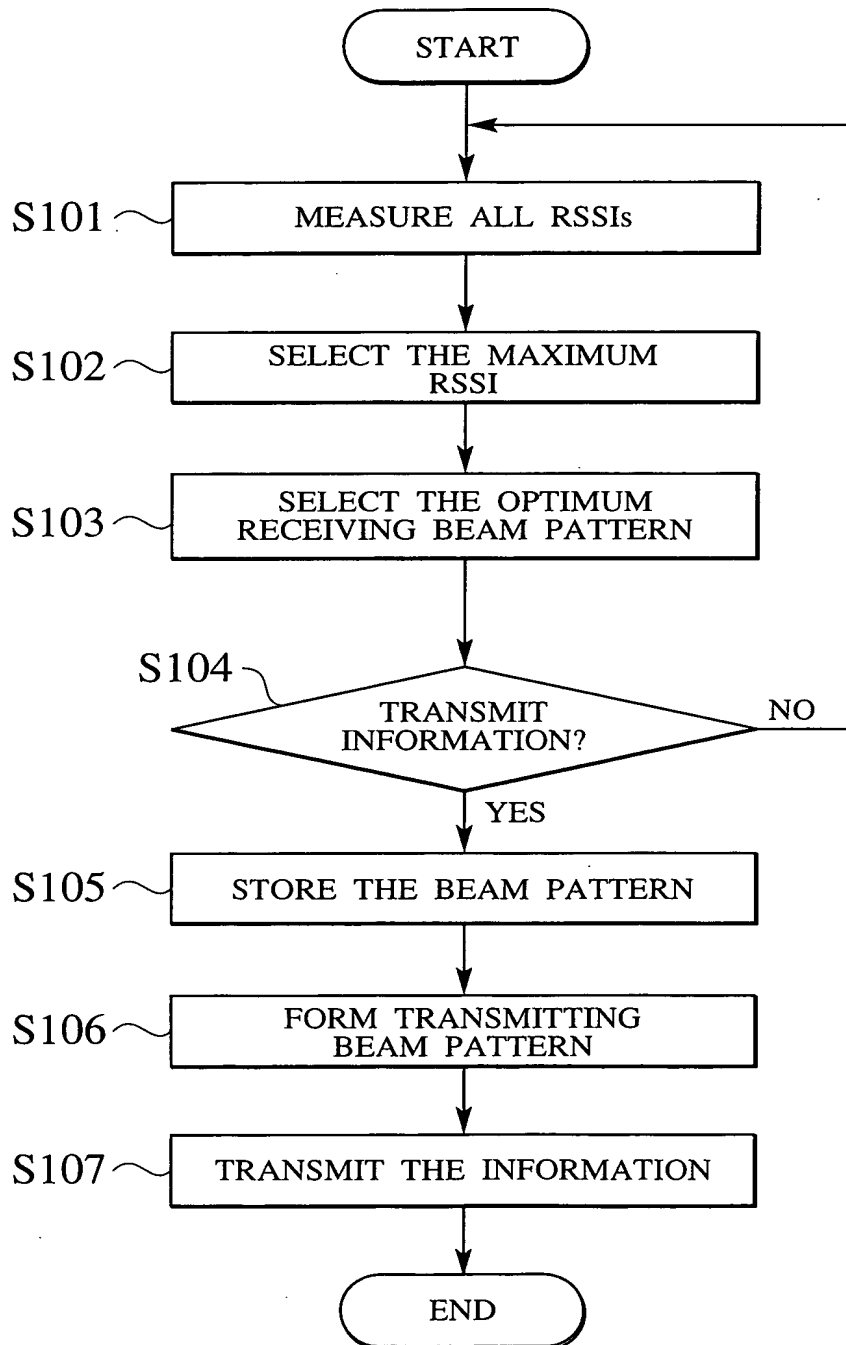 START
S101
MEASURE ALL RSSIs
S102
SELECT THE MAXIMUM
RSSI
S103
SELECT THE OPTIMUM
RECEIVING BEAM PATTERN
S104
TRANSMIT
INFORMATION?
NO
YES
S105
STORE THE BEAM PATTERN
S106
FORM TRANSMITTING
BEAM PATTERN
S107
TRANSMIT THE INFORMATION
END